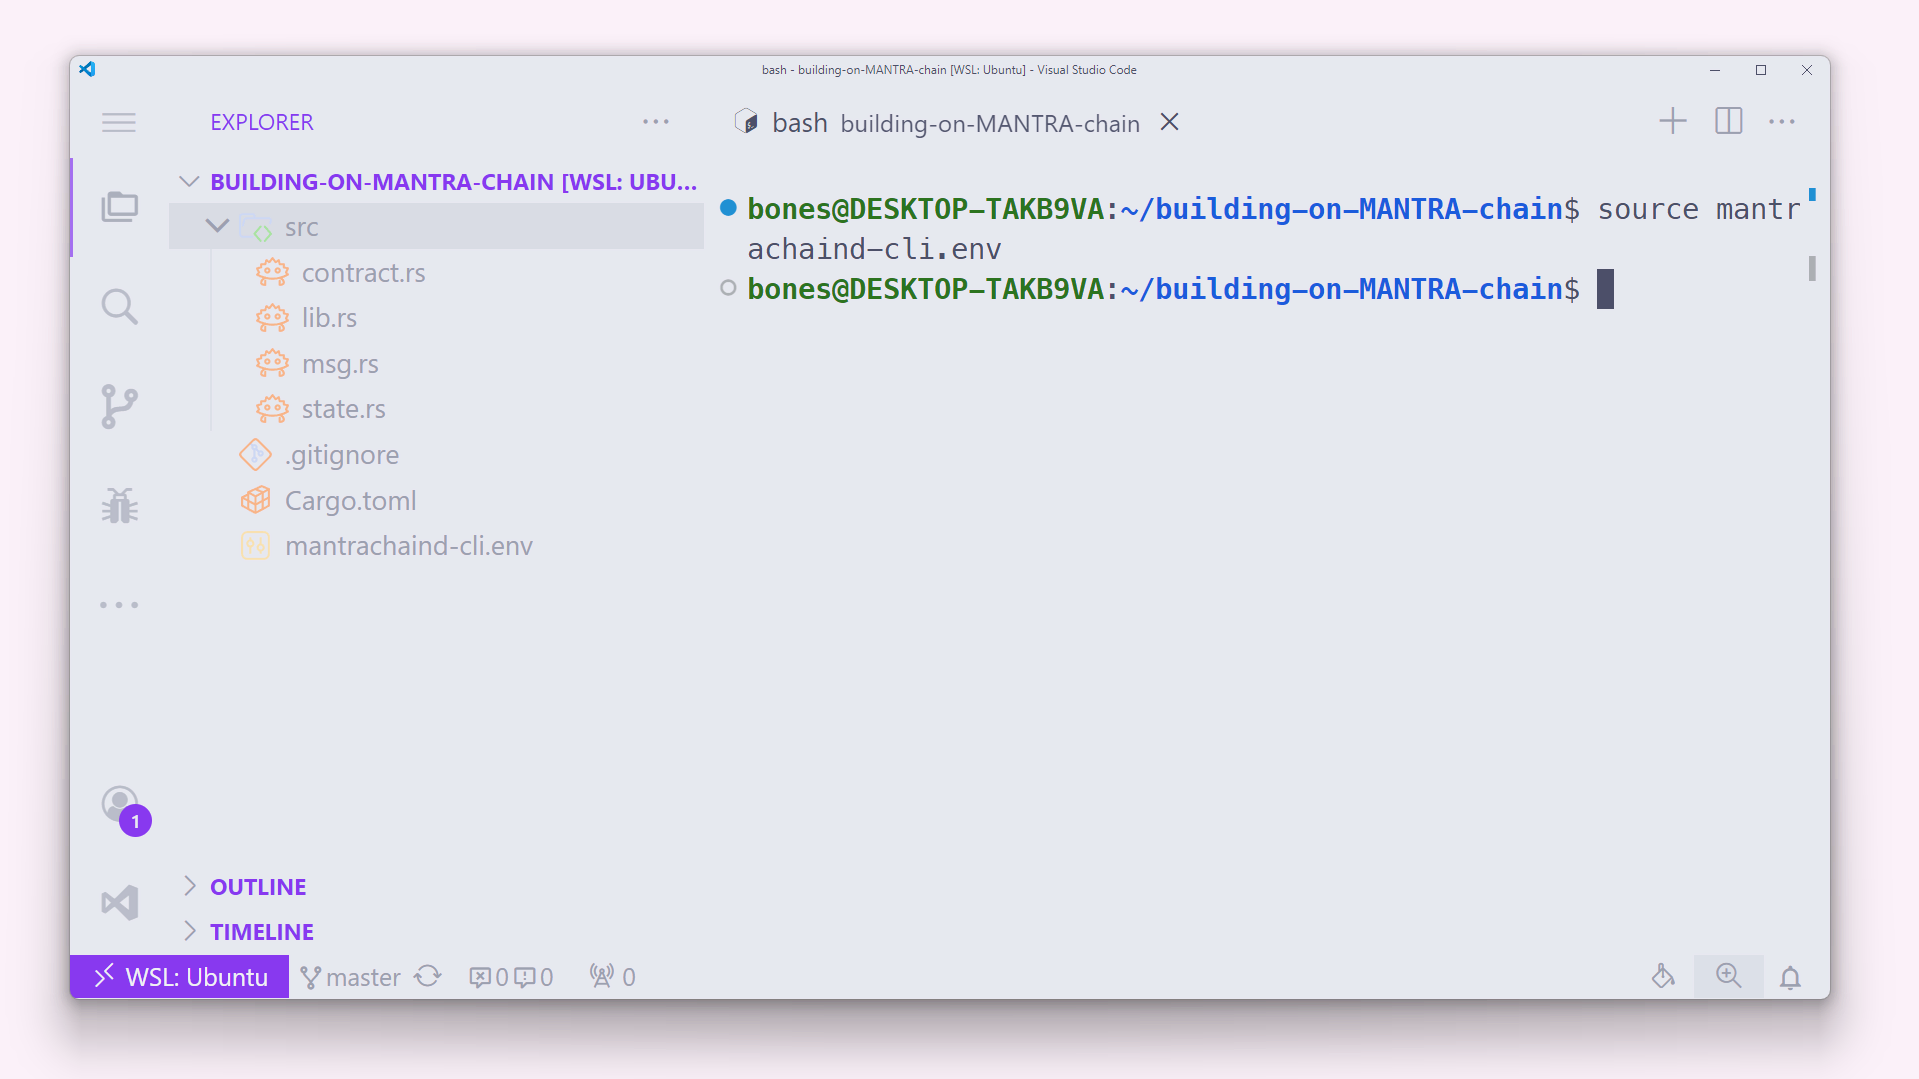 bash - building-on-MANTRA-chain [WSL: Ubuntu] - Visual Studio Code
EXPLORER
BUILDING-ON-MANTRA-CHAIN [WSL: UBU...
src
contract.rs
lib.rs
msg.rs
state.rs
.gitignore
Cargo.toml
mantrachaind-cli.env
1
OUTLINE
TIMELINE
bash building-on-MANTRA-chain
bones@DESKTOP-TAKB9VA:~/building-on-MANTRA-chain$ source mantr
achaind-cli.env
bones@DESKTOP-TAKB9VA:~/building-on-MANTRA-chain$
WSL: Ubuntu master 0 0 0